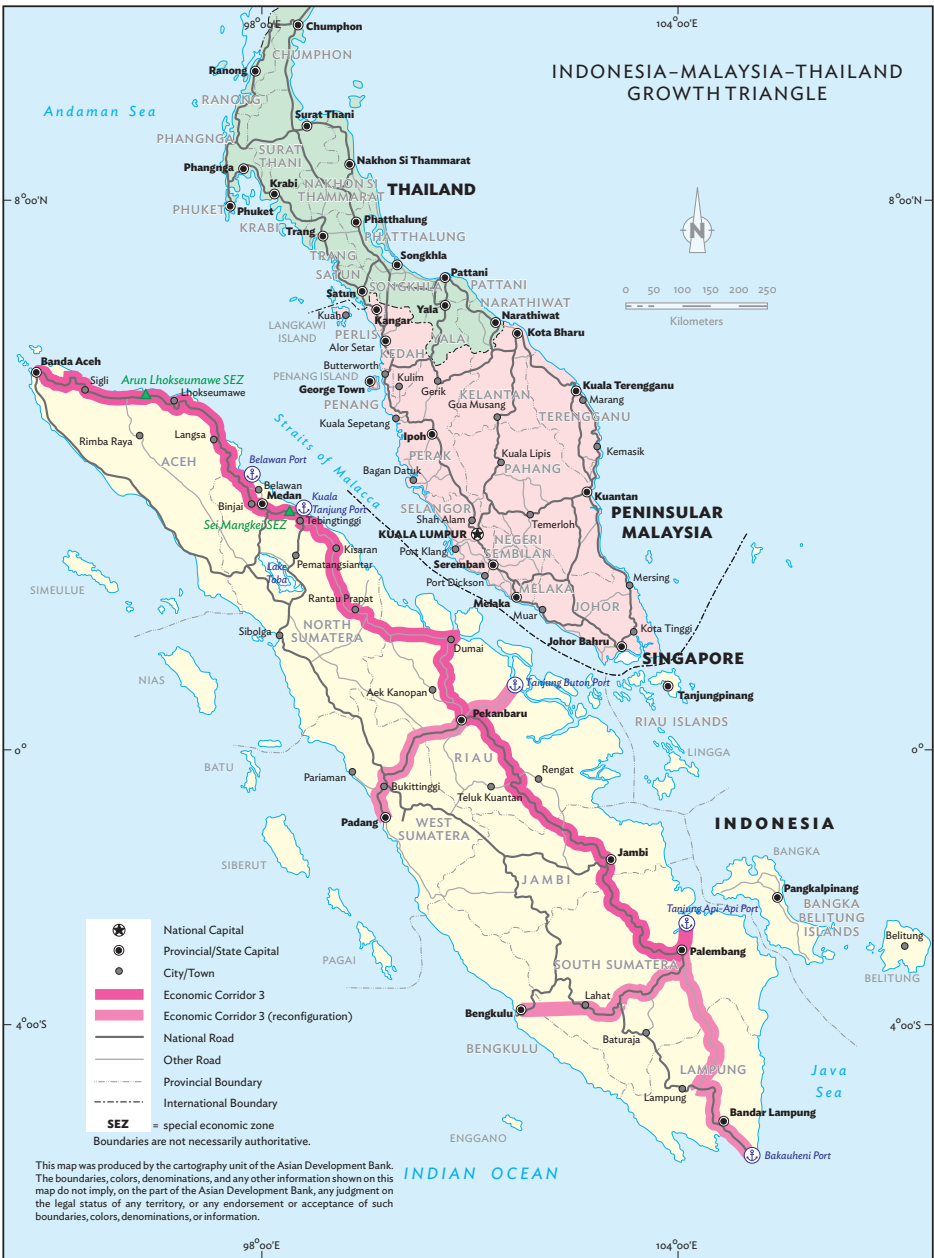 98°00'E
104°00'E
INDONESIA–MALAYSIA–THAILAND
GROWTH TRIANGLE
Chumphon
CHUMPHON
Ranong
RANONG
Andaman Sea
Surat Thani
PHANGNGA
SURAT
THANI
Phangnga
Nakhon Si Thammarat
Krabi
NAKHON SI
THAMMARAT
THAILAND
8°00'N
8°00'N
PHUKET
Phuket
KRABI
Phatthalung
Trang
PHATTHALUNG
TRANG
Songkhla
SATUN
Pattani
SONGKHLA
PATTANI
Satun
Yala
NARATHIWAT
Kuah
Kangar
Narathiwat
LANGKAWI
ISLAND
PERLIS
YALA
Kota Bharu
Alor Setar
KEDAH
N
0 50 100 150 200 250
Kilometers
Banda Aceh
Butterworth
PENANG ISLAND
Kulim
George Town
Gerik
Kuala Terengganu
Arun Lhokseumawe SEZ
Sigli
Lhokseumawe
PENANG
KELANTAN
Marang
Gua Musang
TERENGGANU
Kuala Sepetang
Straits of Malacca
Ipoh
Rimba Raya
Langsa
Kemasik
PERAK
Kuala Lipis
ACEH
Belawan Port
Bagan Datuk
PAHANG
Belawan
Kuantan
Medan
Kuala
Tanjung Port
Binjai
SELANGOR
Sei Mangkei SEZ
Tebingtinggi
Shah Alam
Temerloh
PENINSULAR
MALAYSIA
KUALA LUMPUR
NEGERI
SEMBILAN
Kisaran
Port Klang
Pematangsiantar
Seremban
Lake
Toba
Port Dickson
Mersing
SIMEULUE
MELAKA
Rantau Prapat
Melaka
JOHOR
Muar
NORTH
SUMATERA
Kota Tinggi
Sibolga
Dumai
Johor Bahru
SINGAPORE
NIAS
Tanjung Buton Port
Aek Kanopan
Tanjungpinang
Pekanbaru
RIAU ISLANDS
0°
0°
RIAU
LINGGA
BATU
Pariaman
Rengat
Bukittinggi
Teluk Kuantan
Padang
WEST
SUMATERA
INDONESIA
SIBERUT
Jambi
BANGKA
JAMBI
Pangkalpinang
Tanjung Api-Api Port
BANGKA
BELITUNG
ISLANDS
Belitung
Palembang
PAGAI
SOUTH SUMATERA
BELITUNG
Lahat
Bengkulu
4°00'S
4°00'S
Baturaja
BENGKULU
LAMPUNG
Java
Sea
Lampung
Bandar Lampung
ENGGANO
Bakauheni Port
INDIAN OCEAN
National Capital
Provincial/State Capital
City/Town
Economic Corridor 3
Economic Corridor 3 (reconfiguration)
National Road
Other Road
Provincial Boundary
International Boundary
SEZ = special economic zone
Boundaries are not necessarily authoritative.
This map was produced by the cartography unit of the Asian Development Bank.
The boundaries, colors, denominations, and any other information shown on this
map do not imply, on the part of the Asian Development Bank, any judgment on
the legal status of any territory, or any endorsement or acceptance of such
boundaries, colors, denominations, or information.
98°00'E
104°00'E